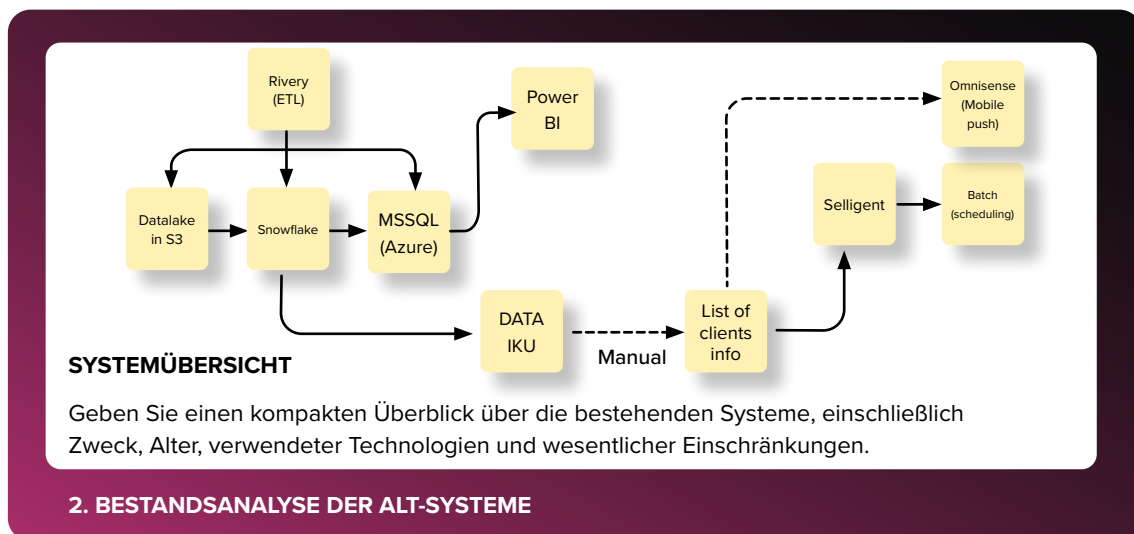 Rivery
(ETL)
Power
BI
Omnisense
(Mobile
push)
Datalake
in S3
Snowflake
MSSQL
(Azure)
Selligent
Batch
(scheduling)
DATA
IKU
Manual
List of
clients
info
SYSTEMÜBERSICHT
Geben Sie einen kompakten Überblick über die bestehenden Systeme, einschließlich
Zweck, Alter, verwendeter Technologien und wesentlicher Einschränkungen.
2. BESTANDSANALYSE DER ALT-SYSTEME